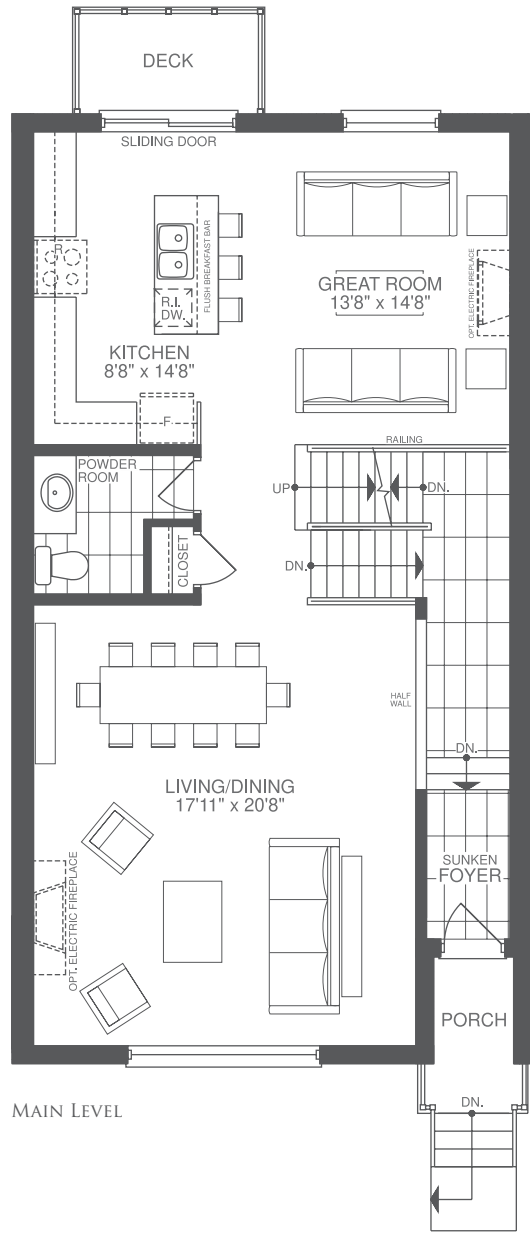 DECK
SLIDING DOOR
R
FLUSH BREAKFAST BAR
R.I.
DW.
GREAT ROOM
13'8" x 14'8"
OPT. ELECTRIC FIREPLACE
KITCHEN
8'8" x 14'8"
F
RAILING
POWDER
ROOM
UP
DN.
CLOSET
DN.
HALF
WALL
DN.
LIVING/DINING
17'11" x 20'8"
SUNKEN
FOYER
OPT. ELECTRIC FIREPLACE
PORCH
DN.
MAIN LEVEL